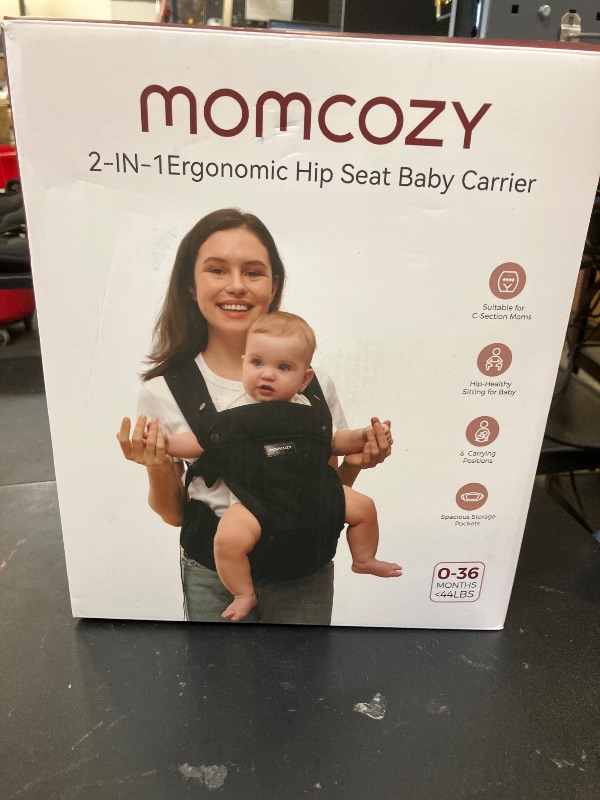 momcozy
2-IN-1Ergonomic Hip Seat Baby Carrier
Suitable for
C-Section Moms
Hip-Healthy
Sitting for Baby
momcozy
6 Carrying
Positions
Spacious Storage
Pockets
0-36
MONTHS
<44LBS